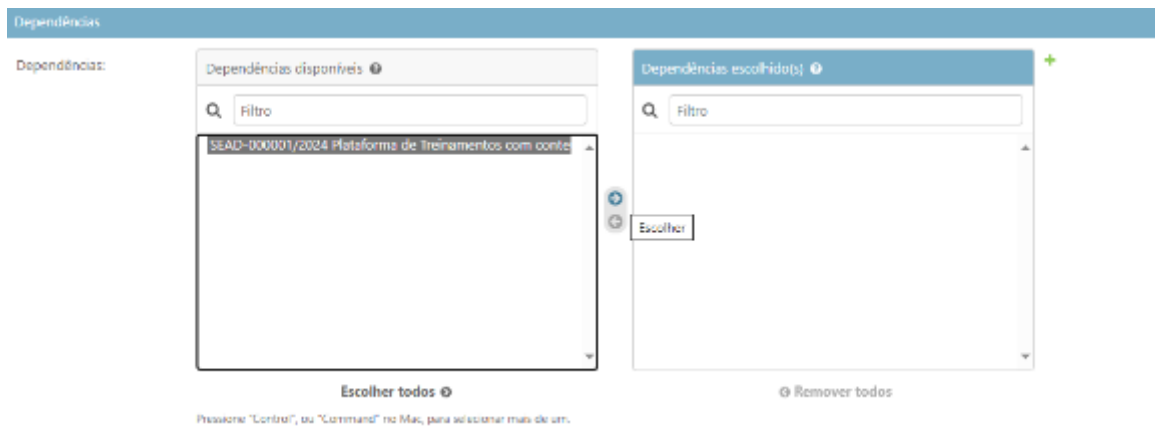 Dependências
Dependências:
Dependências disponíveis
Filtro
SEAD-000001/2024 Plataforma de Treinamentos com conte
Escolher todos
Pressione "Control", ou "Command" no Mac, para selecionar mais de um.
Escolher
Dependências escolhido(s)
Filtro
Remover todos